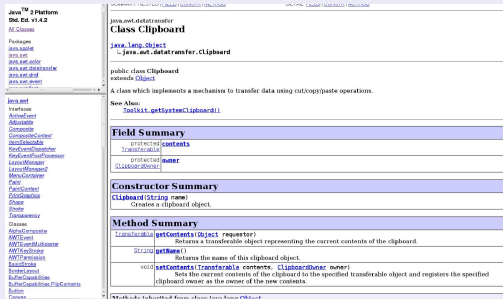 Java™ 2 Platform
Std. Ed. v1.4.2
All Classes
Packages
java.applet
java.awt
java.awt.color
java.awt.datatransfer
java.awt.dnd
java.awt.event
java.awt
Interfaces
ActiveEvent
Adjustable
Composite
CompositeContext
ItemSelectable
KeyEventDispatcher
KeyEventPostProcessor
LayoutManager
LayoutManager2
MenuContainer
Paint
PaintContext
PrintGraphics
Shape
Stroke
Transparency
Classes
AlphaComposite
AWTEvent
AWTEventMulticaster
AWTKeyStroke
AWTPermission
BasicStroke
BorderLayout
BufferCapabilities
BufferCapabilities.FlipContents
Button
Canvas
java.awt.datatransfer
Class Clipboard
java.lang.Object
java.awt.datatransfer.Clipboard
public class Clipboard
extends Object
A class which implements a mechanism to transfer data using cut/copy/paste operations.
See Also:
Toolkit.getSystemClipboard()
Field Summary
protected Transferable contents
protected ClipboardOwner owner
Constructor Summary
Clipboard(String name)
Creates a clipboard object.
Method Summary
Transferable getContents(Object requestor)
Returns a transferable object representing the current contents of the clipboard.
String getName()
Returns the name of this clipboard object.
void setContents(Transferable contents, ClipboardOwner owner)
Sets the current contents of the clipboard to the specified transferable object and registers the specified
clipboard owner as the owner of the new contents.
Methods inherited from class java.lang.Object